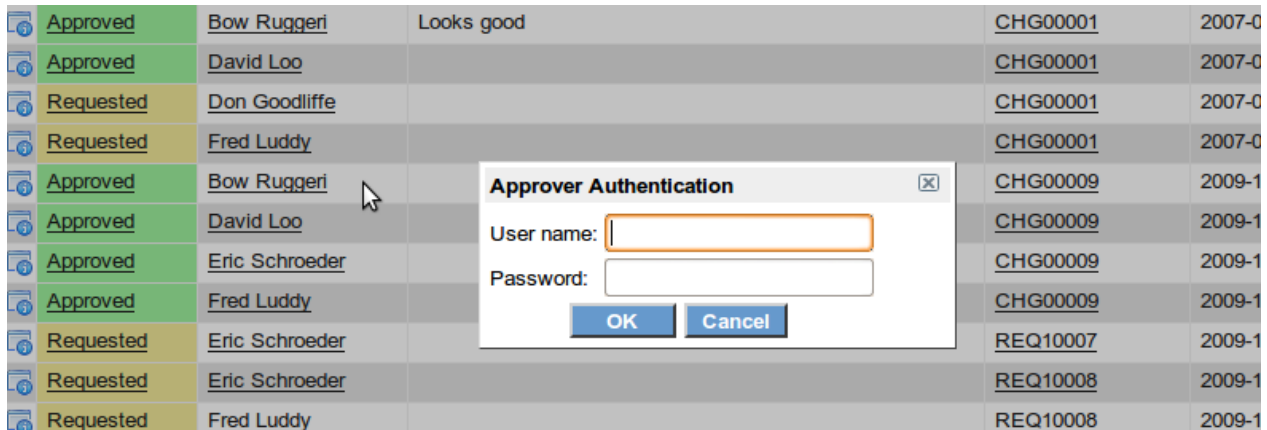 Approved Bow Ruggeri Looks good CHG00001 2007-0
Approved David Loo CHG00001 2007-0
Requested Don Goodliffe CHG00001 2007-0
Requested Fred Luddy CHG00001 2007-0
Approved Bow Ruggeri CHG00009 2009-1
Approver Authentication
Approved David Loo CHG00009 2009-1
User name:
Approved Eric Schroeder CHG00009 2009-1
Password:
Approved Fred Luddy CHG00009 2009-1
OK Cancel
Requested Eric Schroeder REQ10007 2009-1
Requested Eric Schroeder REQ10008 2009-1
Requested Fred Luddy REQ10008 2009-1